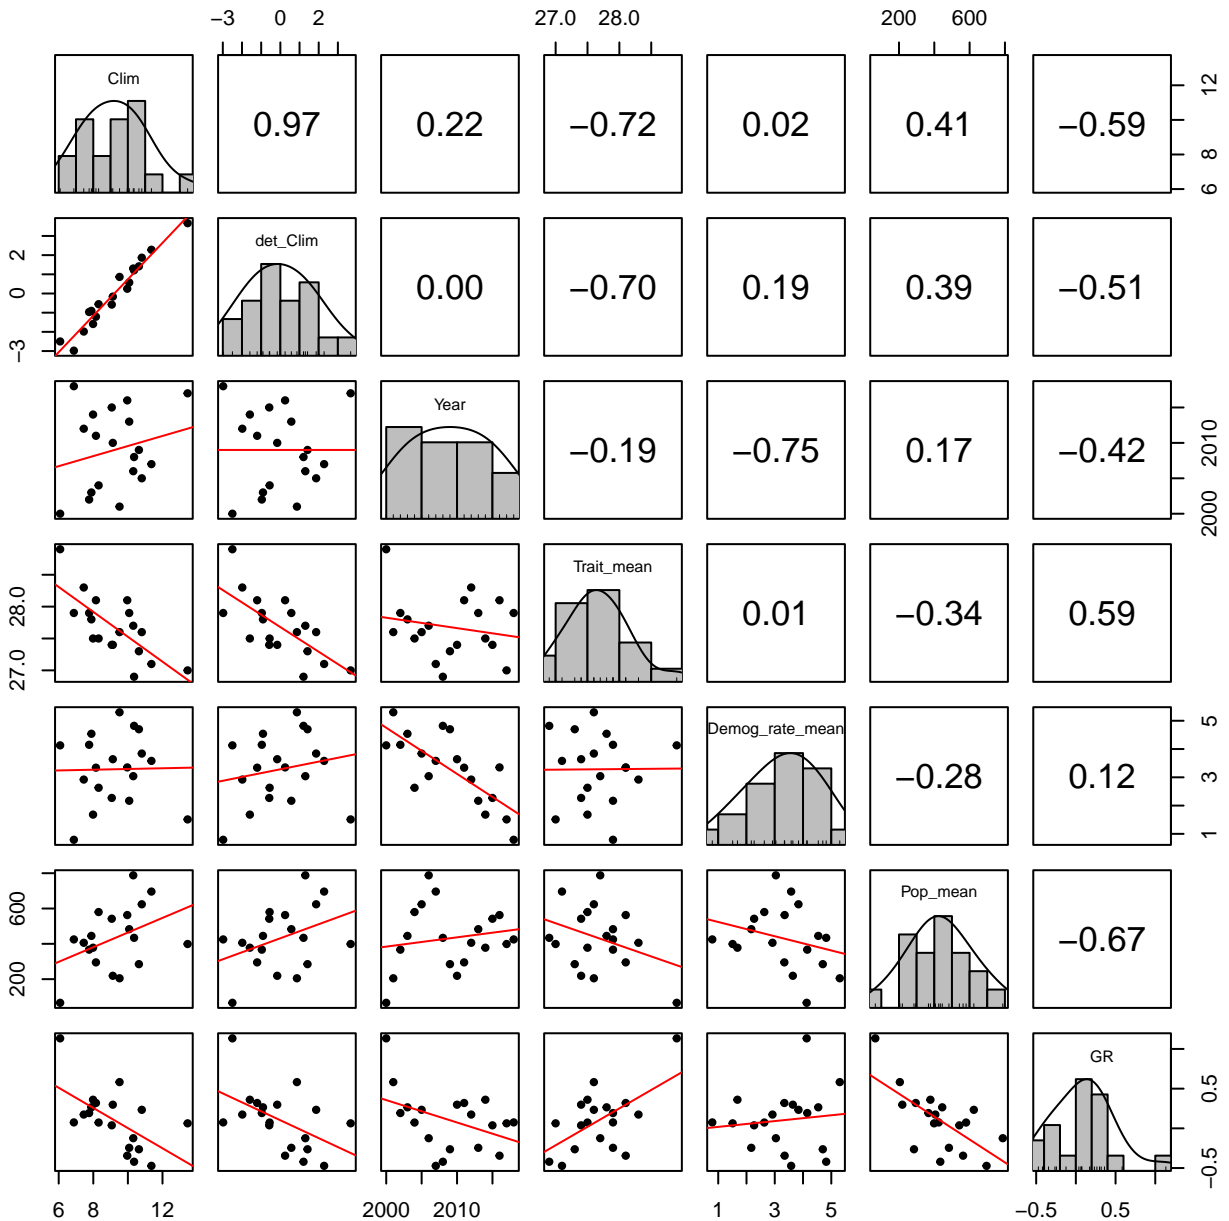 −3 0 2 27.0 28.0 200 600
Clim 0.97 0.22 −0.72 0.02 0.41 −0.59 6 8 12
−3 0 2 det_Clim 0.00 −0.70 0.19 0.39 −0.51
Year −0.19 −0.75 0.17 −0.42 2000 2010
27.0 28.0 Trait_mean 0.01 −0.34 0.59
Demog_rate_mean −0.28 0.12 1 3 5
200 600 Pop_mean −0.67
GR −0.5 0.5
6 8 12 2000 2010 1 3 5 −0.5 0.5